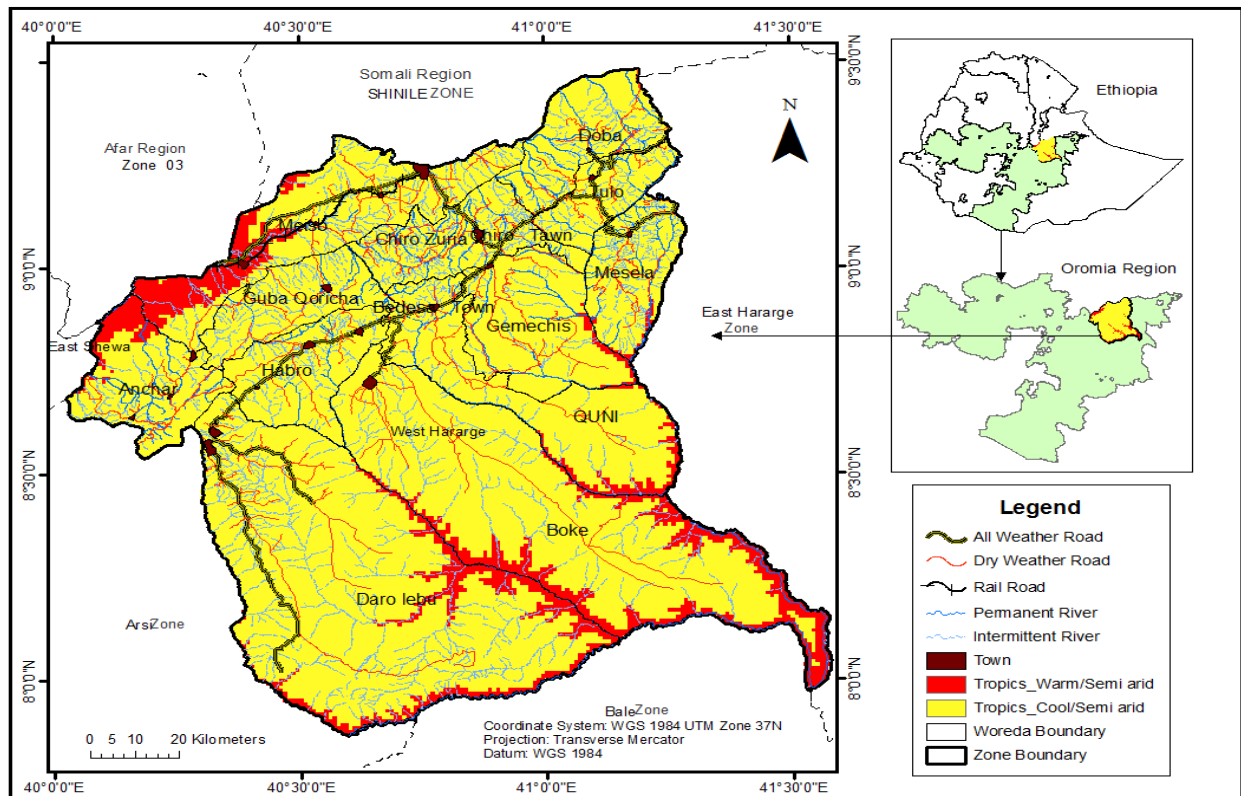 40°0'0"E 40°30'0"E 41°0'0"E 41°30'0"E
9°30'0"N
9°0'0"N 9°0'0"N
8°30'0"N 8°30'0"N
8°0'0"N 8°0'0"N
40°0'0"E 40°30'0"E 41°0'0"E 41°30'0"E
Somali Region
SHINILE ZONE
Afar Region
Zone 03
N
Doba
Tulo
Meiso
Chiro Zuria
Chiro Tawn
Mesela
Guba Qoricha
Bedesa Town
Gemechis
East Hararge
Zone
East Shewa
Anchar
Habro
QUNI
West Hararge
Boke
Daro lebu
Arsi Zone
Bale Zone
Coordinate System: WGS 1984 UTM Zone 37N
Projection: Transverse Mercator
Datum: WGS 1984
0 5 10 20 Kilometers
Ethiopia
Oromia Region
Legend
All Weather Road
Dry Weather Road
Rail Road
Permanent River
Intermittent River
Town
Tropics_Warm/Semi arid
Tropics_Cool/Semi arid
Woreda Boundary
Zone Boundary